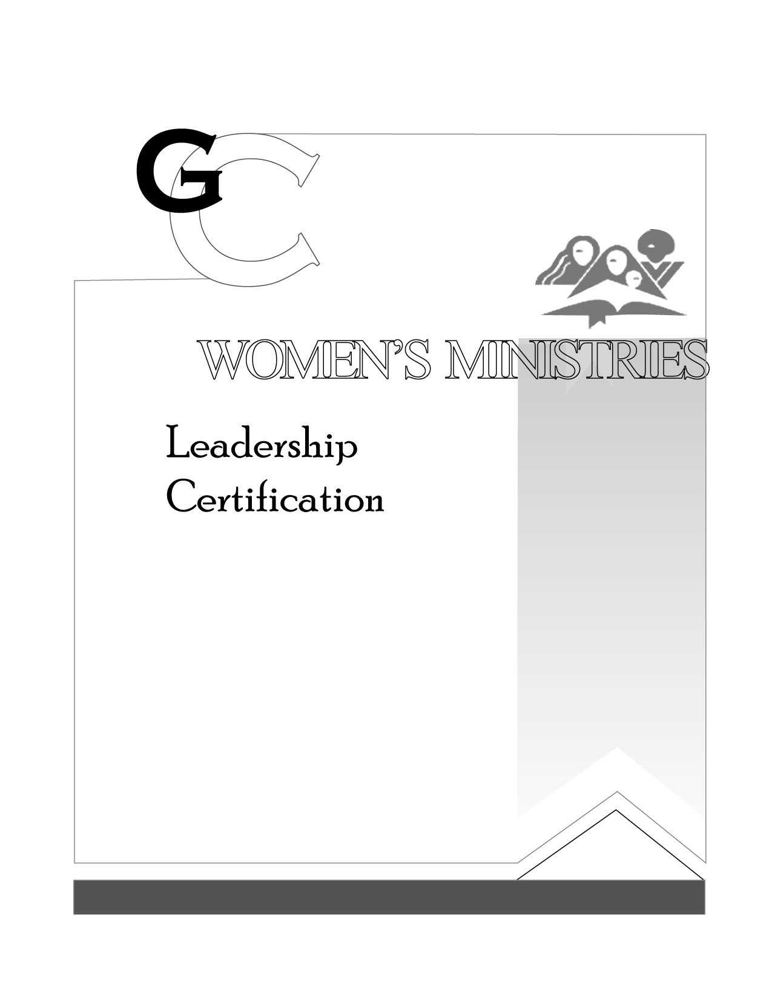 GC
WOMEN’S MINISTRIES
Leadership
Certification